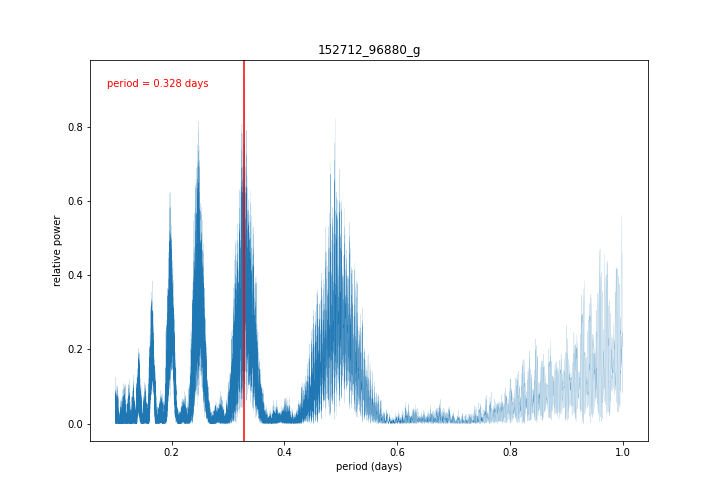 152712_96880_g
period = 0.328 days
relative power
0.8
0.6
0.4
0.2
0.0
0.2 0.4 0.6 0.8 1.0
period (days)